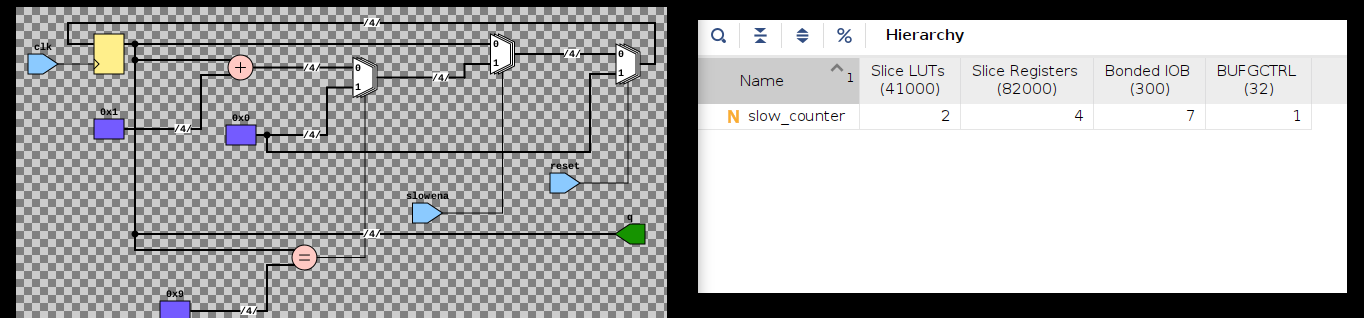 /4/
clk
0
1
0
1
/4/
0
1
+
/4/
0
1
/4/
0x1
/4/
0x0
/4/
reset
slowena
q
/4/
=
0x9
/4/
% Hierarchy
Name 1 Slice LUTs Slice Registers Bonded IOB BUFGCTRL
(41000) (82000) (300) (32)
N slow_counter 2 4 7 1